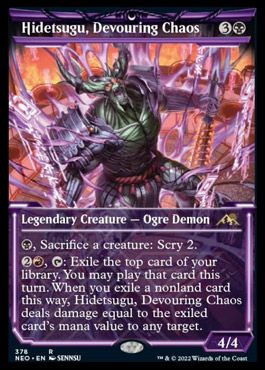 Hidetsugu, Devouring Chaos 3
Legendary Creature — Ogre Demon
, Sacrifice a creature: Scry 2.
2, : Exile the top card of your
library. You may play that card this
turn. When you exile a nonland card
this way, Hidetsugu, Devouring Chaos
deals damage equal to the exiled
card's mana value to any target.
4/4
378 R
NEO • EN SENNSU
™ & © 2022 Wizards of the Coast